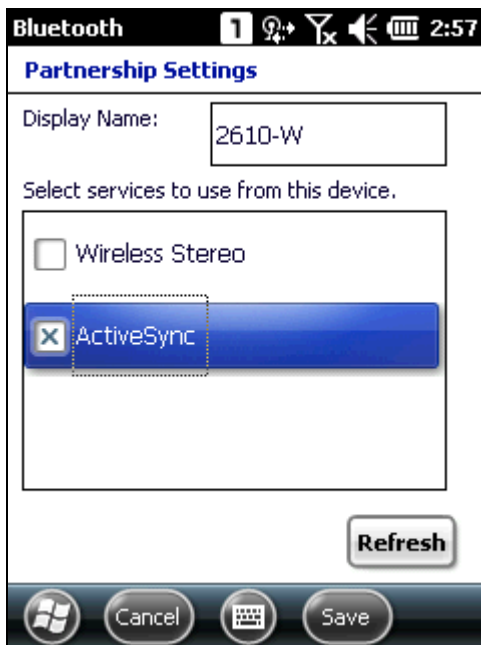 Bluetooth 1 2:57
Partnership Settings
Display Name: 2610-W
Select services to use from this device.
Wireless Stereo
ActiveSync
Refresh
Cancel Save